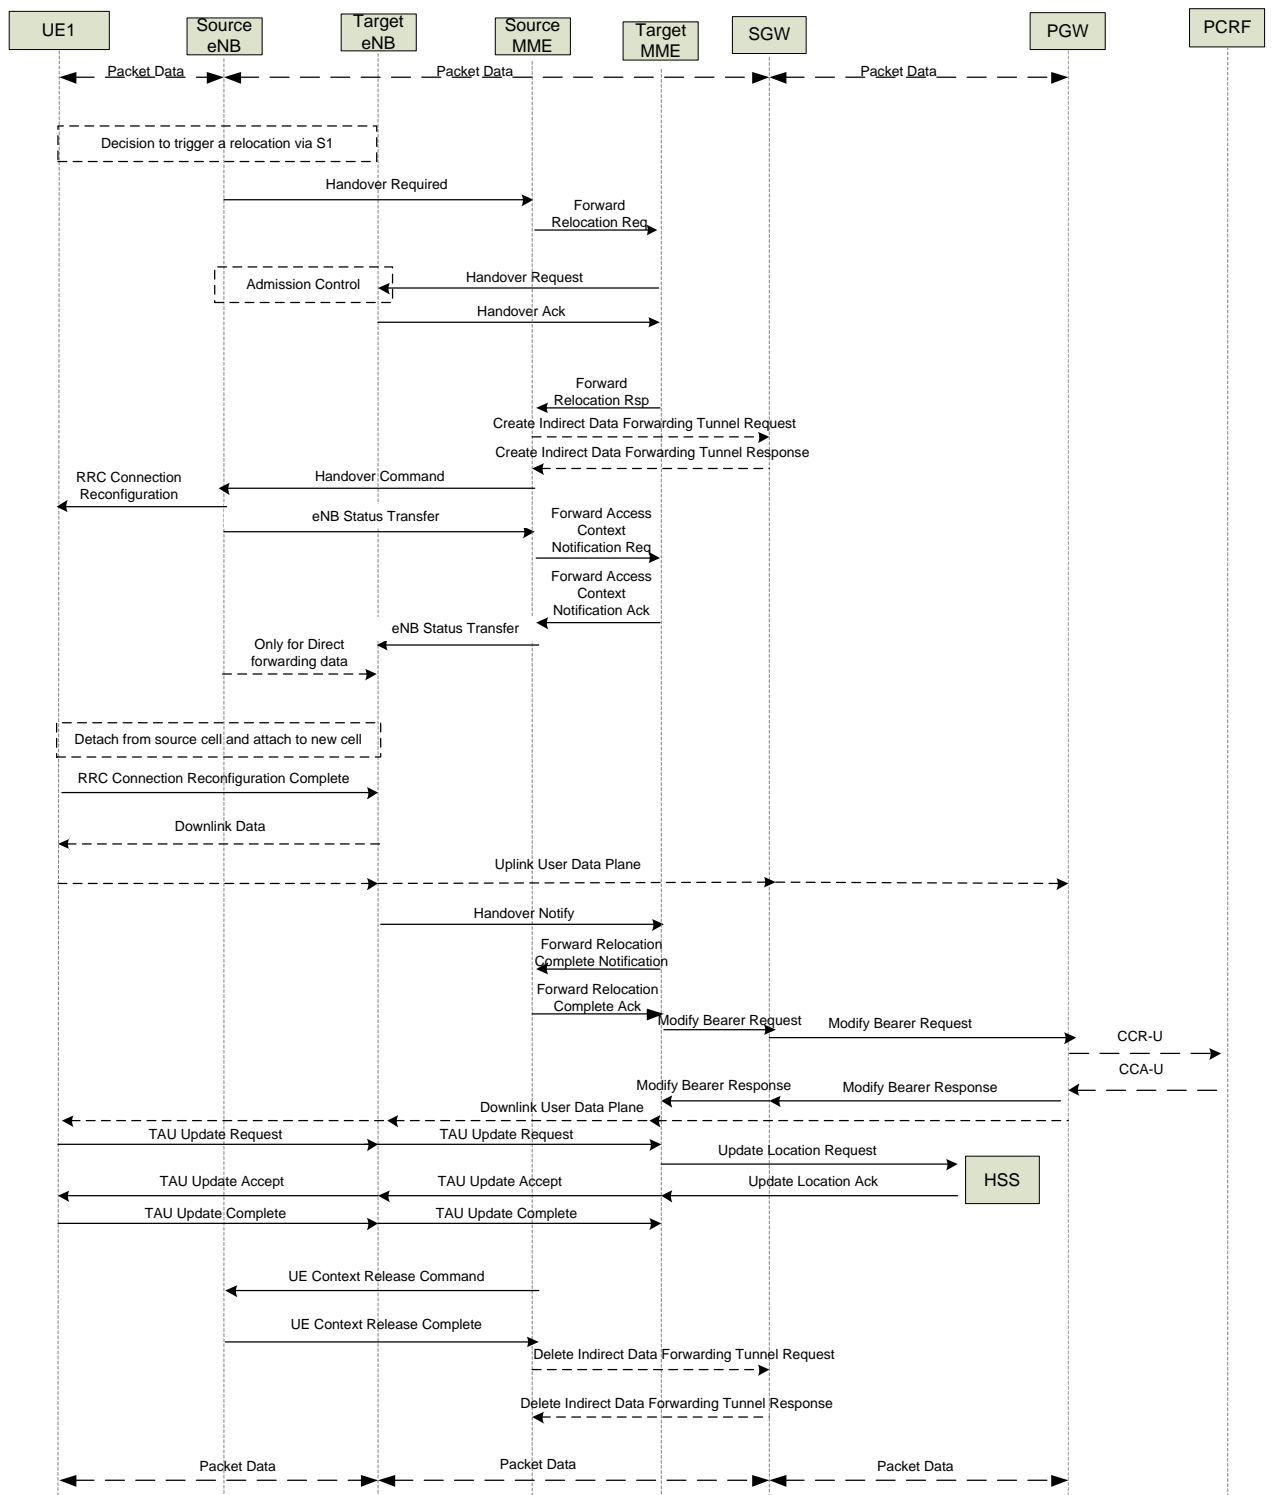 UE1
Source
eNB
Target
eNB
Source
MME
Target
MME
SGW
PGW
PCRF
Packet Data
Packet Data
Packet Data
Decision to trigger a relocation via S1
Handover Required
Forward
Relocation Req
Admission Control
Handover Request
Handover Ack
Forward
Relocation Rsp
Create Indirect Data Forwarding Tunnel Request
Create Indirect Data Forwarding Tunnel Response
RRC Connection
Reconfiguration
Handover Command
eNB Status Transfer
Forward Access
Context
Notification Req
Forward Access
Context
Notification Ack
eNB Status Transfer
Only for Direct
forwarding data
Detach from source cell and attach to new cell
RRC Connection Reconfiguration Complete
Downlink Data
Uplink User Data Plane
Handover Notify
Forward Relocation
Complete Notification
Forward Relocation
Complete Ack
Modify Bearer Request
Modify Bearer Request
CCR-U
CCA-U
Modify Bearer Response
Modify Bearer Response
Downlink User Data Plane
TAU Update Request
TAU Update Request
Update Location Request
HSS
TAU Update Accept
TAU Update Accept
Update Location Ack
TAU Update Complete
TAU Update Complete
UE Context Release Command
UE Context Release Complete
Delete Indirect Data Forwarding Tunnel Request
Delete Indirect Data Forwarding Tunnel Response
Packet Data
Packet Data
Packet Data